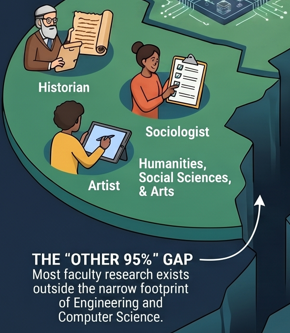 Historian
Sociologist
Artist
Humanities,
Social Sciences,
& Arts
THE “OTHER 95%” GAP
Most faculty research exists
outside the narrow footprint
of Engineering and
Computer Science.